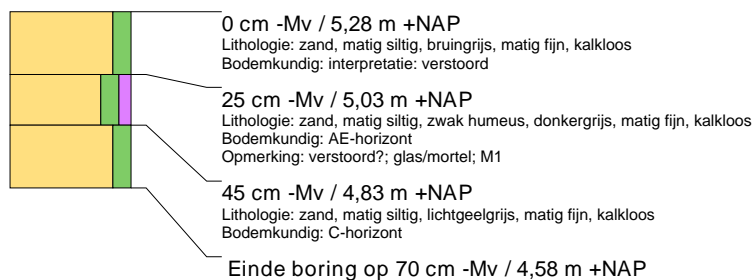 0 cm -Mv / 5,28 m +NAP
Lithologie: zand, matig siltig, bruingrijs, matig fijn, kalkloos
Bodemkundig: interpretatie: verstoord
25 cm -Mv / 5,03 m +NAP
Lithologie: zand, matig siltig, zwak humeus, donkergrijs, matig fijn, kalkloos
Bodemkundig: AE-horizont
Opmerking: verstoord?; glas/mortel; M1
45 cm -Mv / 4,83 m +NAP
Lithologie: zand, matig siltig, lichtgeelgrijs, matig fijn, kalkloos
Bodemkundig: C-horizont
Einde boring op 70 cm -Mv / 4,58 m +NAP